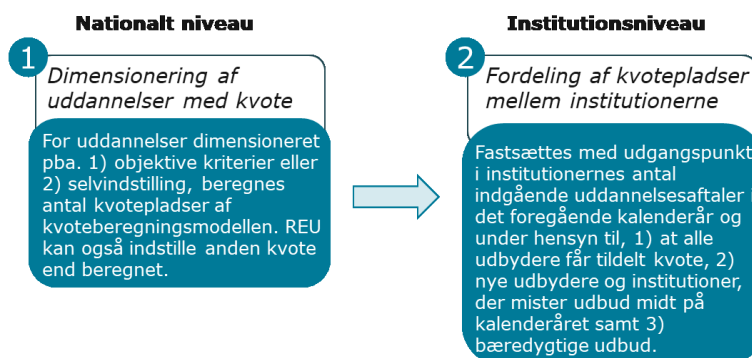 Nationalt niveau
1
Dimensionering af
uddannelser med kvote
For uddannelser dimensioneret
pba. 1) objektive kriterier eller
2) selvindstilling, beregnes
antal kvotepladser af
kvoteberegningsmodellen. REU
kan også indstille anden kvote
end beregnet.
Institutionsniveau
2
Fordeling af kvotepladser
mellem institutionerne
Fastsættes med udgangspunkt
i institutionernes antal
indgående uddannelsesaftaler i
det foregående kalenderår og
under hensyn til, 1) at alle
udbydere får tildelt kvote, 2)
nye udbydere og institutioner,
der mister udbud midt på
kalenderåret samt 3)
bæredygtige udbud.